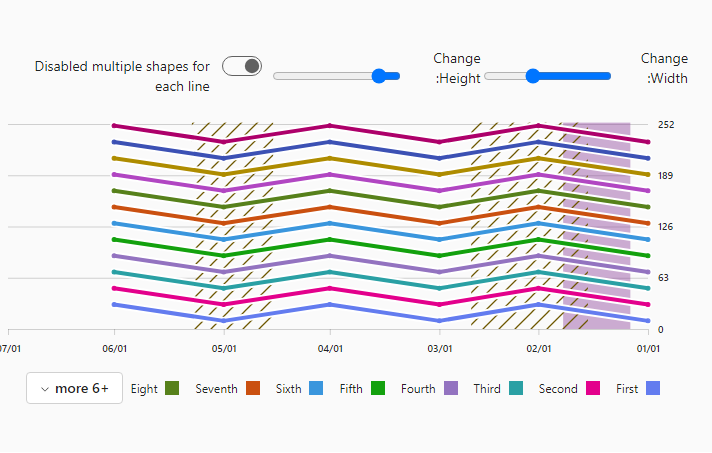 Disabled multiple shapes for
each line
Change
:Height
Change
:Width
252
189
126
63
0
07/01 06/01 05/01 04/01 03/01 02/01 01/01
more 6+ Eight Seventh Sixth Fifth Fourth Third Second First